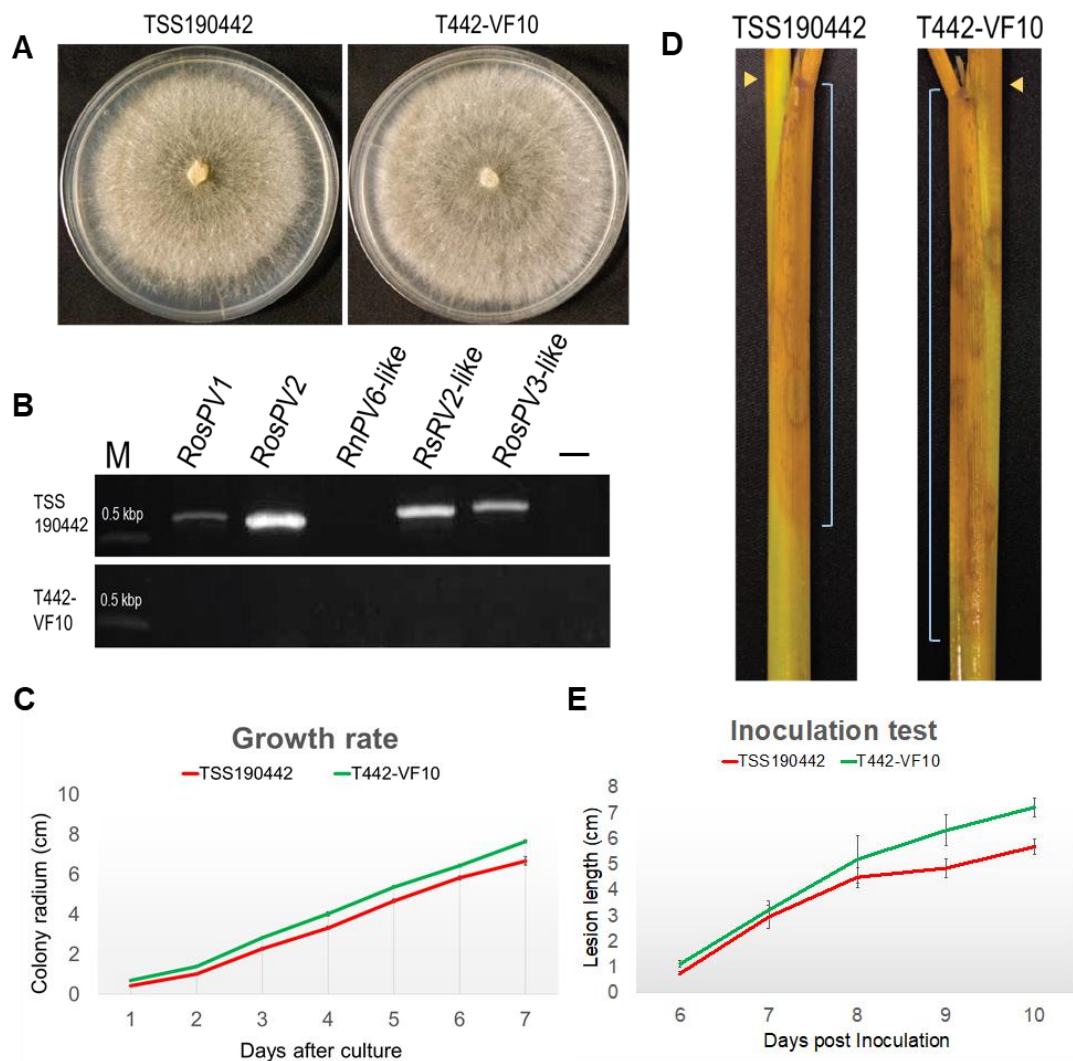 A
TSS190442
T442-VF10
B
M
RosPV1
RosPV2
RnPV6-like
RsRV2-like
RosPV3-like
—
TSS
190442
0.5 kbp
T442-
VF10
0.5 kbp
C
Growth rate
TSS190442
T442-VF10
Colony radium (cm)
10
8
6
4
2
0
1 2 3 4 5 6 7
Days after culture
D
TSS190442
T442-VF10
E
Inoculation test
TSS190442
T442-VF10
Lesion length (cm)
8
7
6
5
4
3
2
1
0
6 7 8 9 10
Days post Inoculation